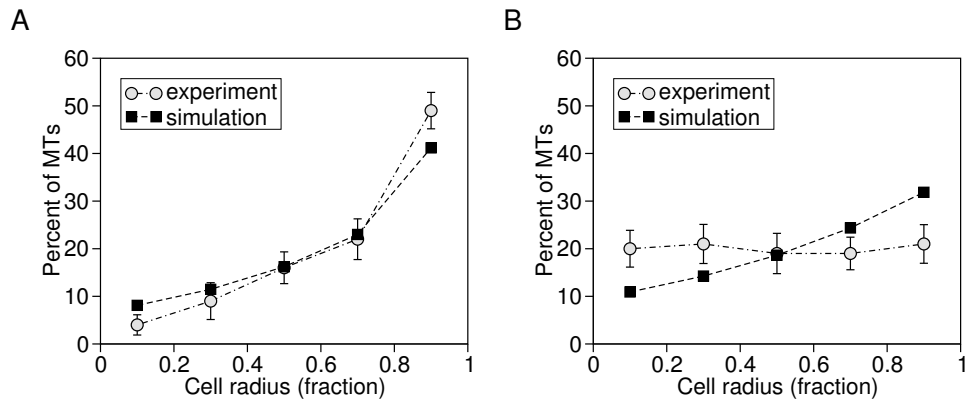 A
60
50
40
30
20
10
0
Percent of MTs
experiment
simulation
0
0.2
0.4
0.6
0.8
1
Cell radius (fraction)
B
60
50
40
30
20
10
0
Percent of MTs
experiment
simulation
0
0.2
0.4
0.6
0.8
1
Cell radius (fraction)